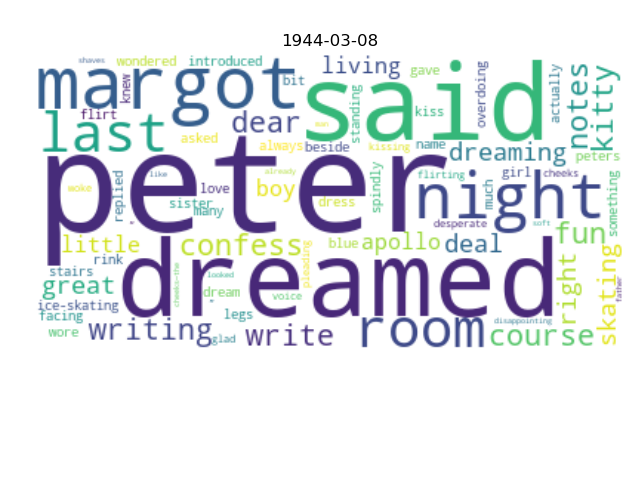 1944-03-08
shaves wondered introduced living gave overdoing actually notes kitty
margot bit said
knew flirt
last dear standing kiss
asked always beside kissing name dreaming peters
peter night
woke replied like sister many love boy already dress spindly flirting much girl cheeks something
desperate soft
little confess pleading blue apollo deal fun
rink stairs great cheeks-the looked dream voice dreamed right skating father
ice-skating facing legs
wore writing glad write room disappointing course